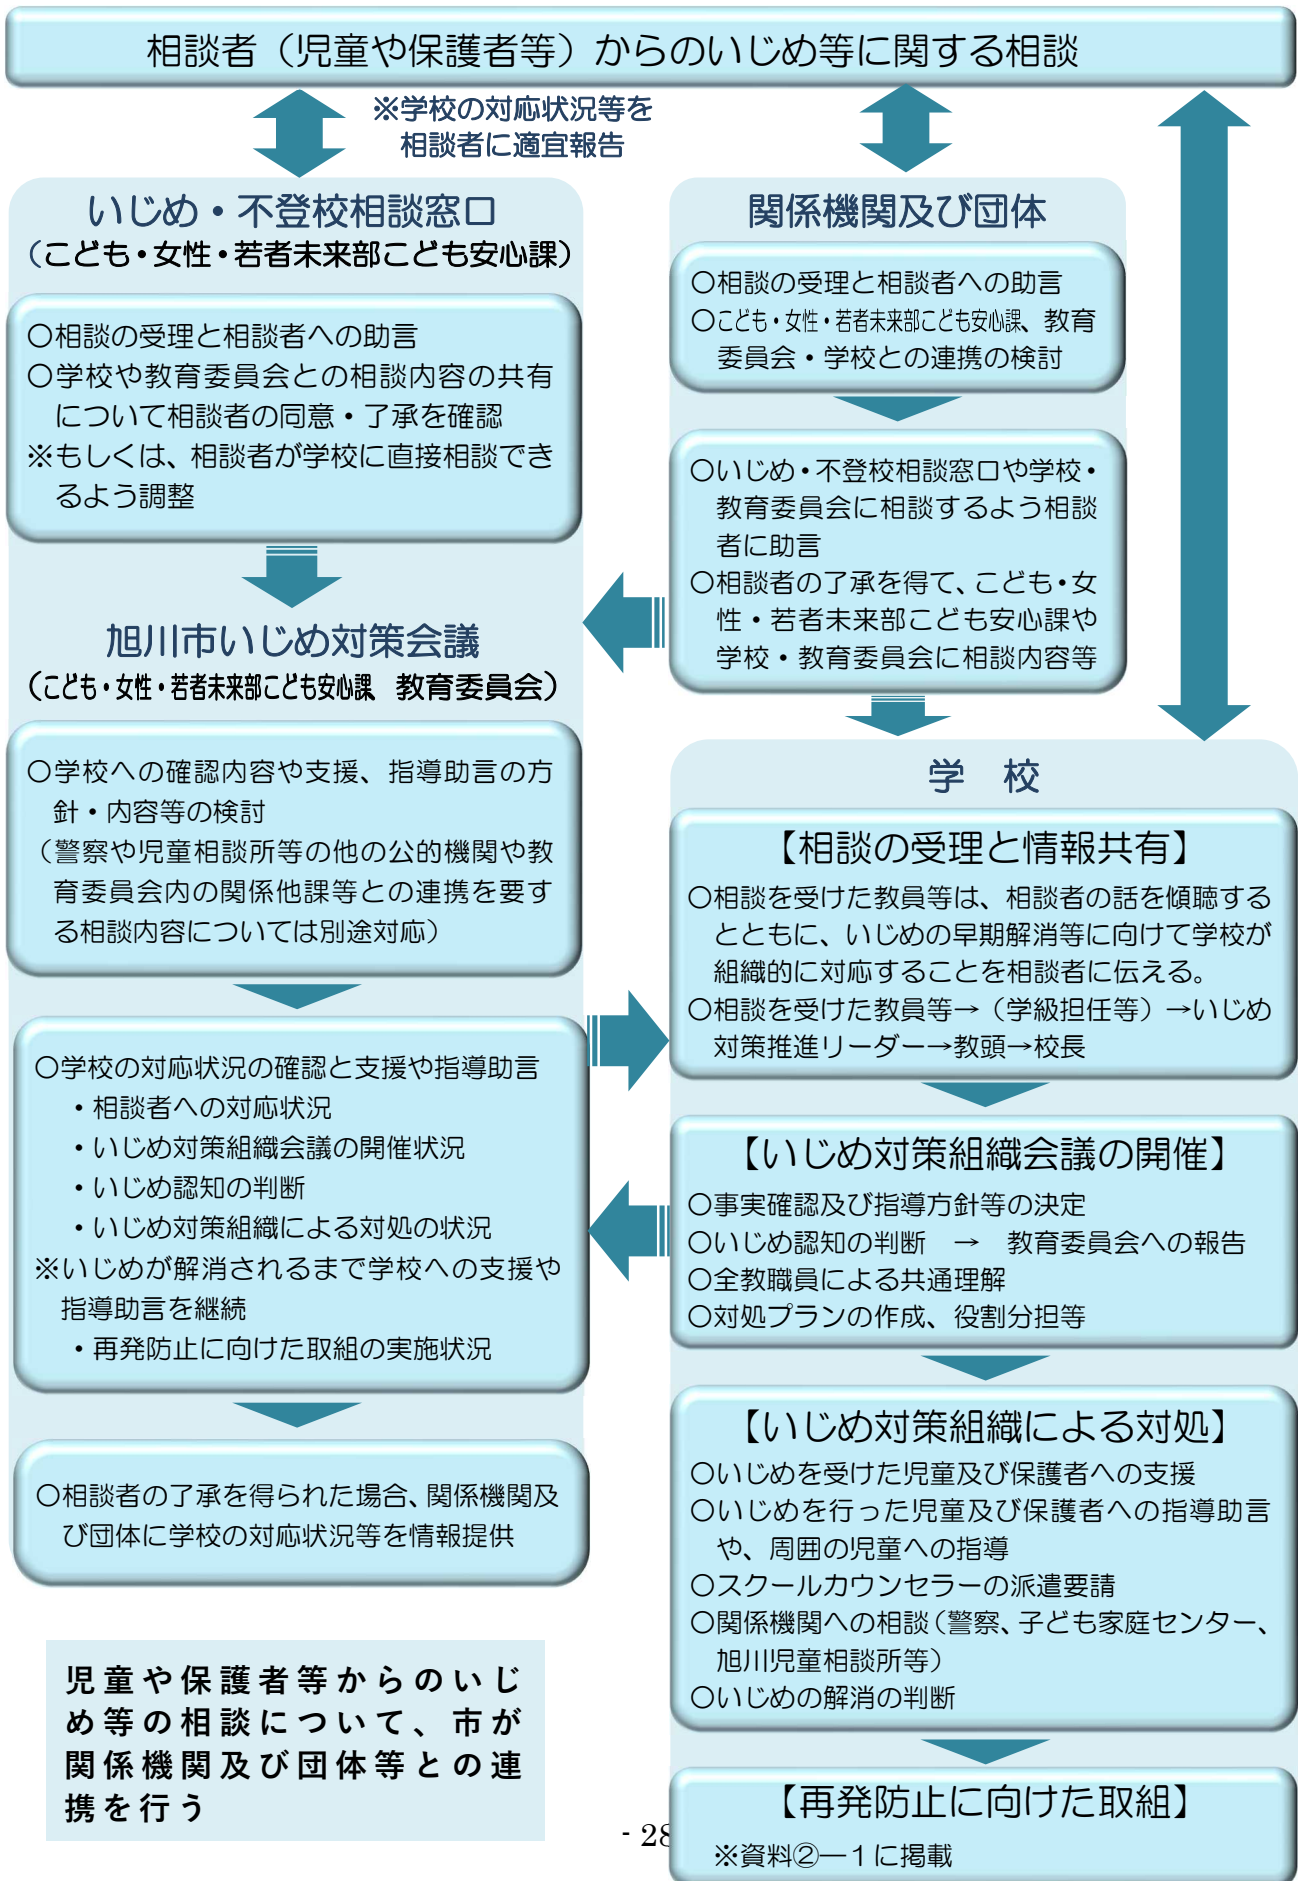 相談者（児童や保護者等）からのいじめ等に関する相談
※学校の対応状況等を
相談者に適宜報告
いじめ・不登校相談窓口
（こども・女性・若者未来部こども安心課）
〇相談の受理と相談者への助言
〇学校や教育委員会との相談内容の共有
について相談者の同意・了承を確認
※もしくは、相談者が学校に直接相談でき
るよう調整
旭川市いじめ対策会議
（こども・女性・若者未来部こども安心課　教育委員会）
〇学校への確認内容や支援、指導助言の方
針・内容等の検討
（警察や児童相談所等の他の公的機関や教
育委員会内の関係他課等との連携を要す
る相談内容については別途対応）
〇学校の対応状況の確認と支援や指導助言
・相談者への対応状況
・いじめ対策組織会議の開催状況
・いじめ認知の判断
・いじめ対策組織による対処の状況
※いじめが解消されるまで学校への支援や
指導助言を継続
・再発防止に向けた取組の実施状況
〇相談者の了承を得られた場合、関係機関及
び団体に学校の対応状況等を情報提供
児童や保護者等からのいじ
め等の相談について、市が
関係機関及び団体等との連
携を行う
関係機関及び団体
〇相談の受理と相談者への助言
〇こども・女性・若者未来部こども安心課、教育
委員会・学校との連携の検討
〇いじめ・不登校相談窓口や学校・
教育委員会に相談するよう相談
者に助言
〇相談者の了承を得て、こども・女
性・若者未来部こども安心課や
学校・教育委員会に相談内容等
学　校
【相談の受理と情報共有】
〇相談を受けた教員等は、相談者の話を傾聴する
とともに、いじめの早期解消等に向けて学校が
組織的に対応することを相談者に伝える。
〇相談を受けた教員等→（学級担任等）→いじめ
対策推進リーダー→教頭→校長
【いじめ対策組織会議の開催】
〇事実確認及び指導方針等の決定
〇いじめ認知の判断　→　教育委員会への報告
〇全教職員による共通理解
〇対処プランの作成、役割分担等
【いじめ対策組織による対処】
〇いじめを受けた児童及び保護者への支援
〇いじめを行った児童及び保護者への指導助言
や、周囲の児童への指導
〇スクールカウンセラーの派遣要請
〇関係機関への相談（警察、子ども家庭センター、
旭川児童相談所等）
〇いじめの解消の判断
【再発防止に向けた取組】
※資料②―１に掲載
- 28